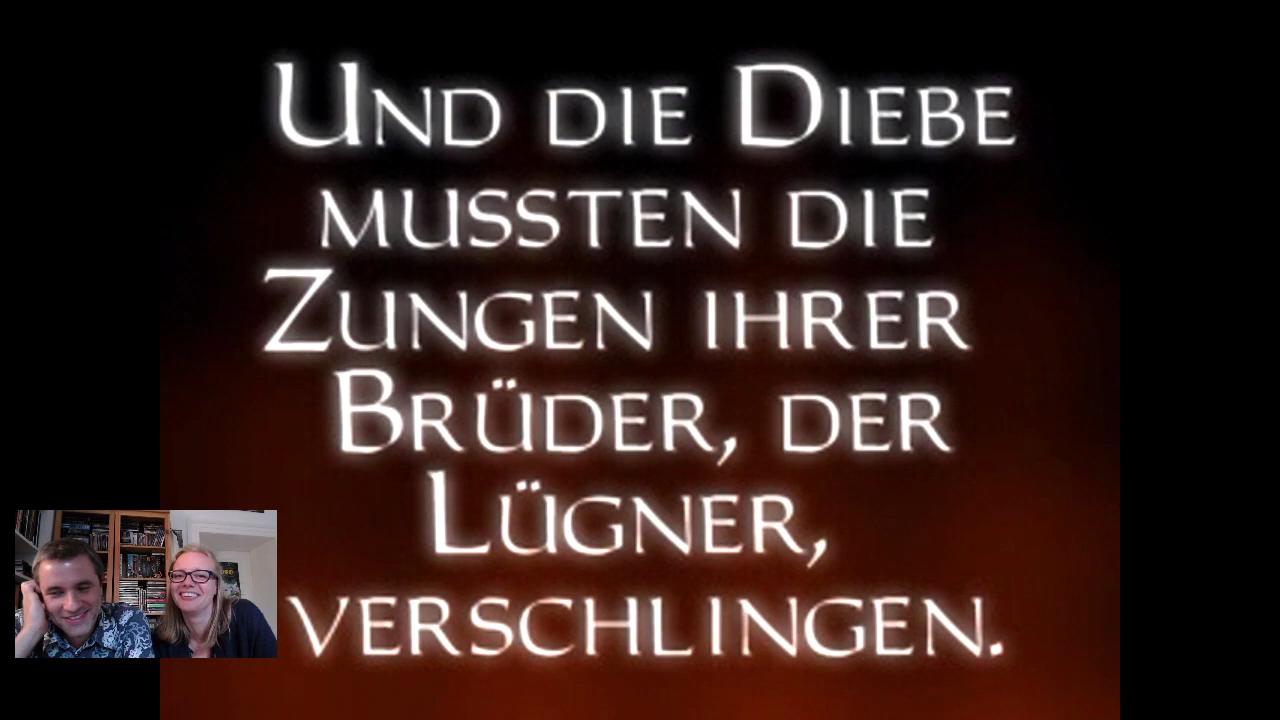 Und die Diebe
mussten die
Zungen ihrer
Brüder, der
Lügner,
verschlingen.